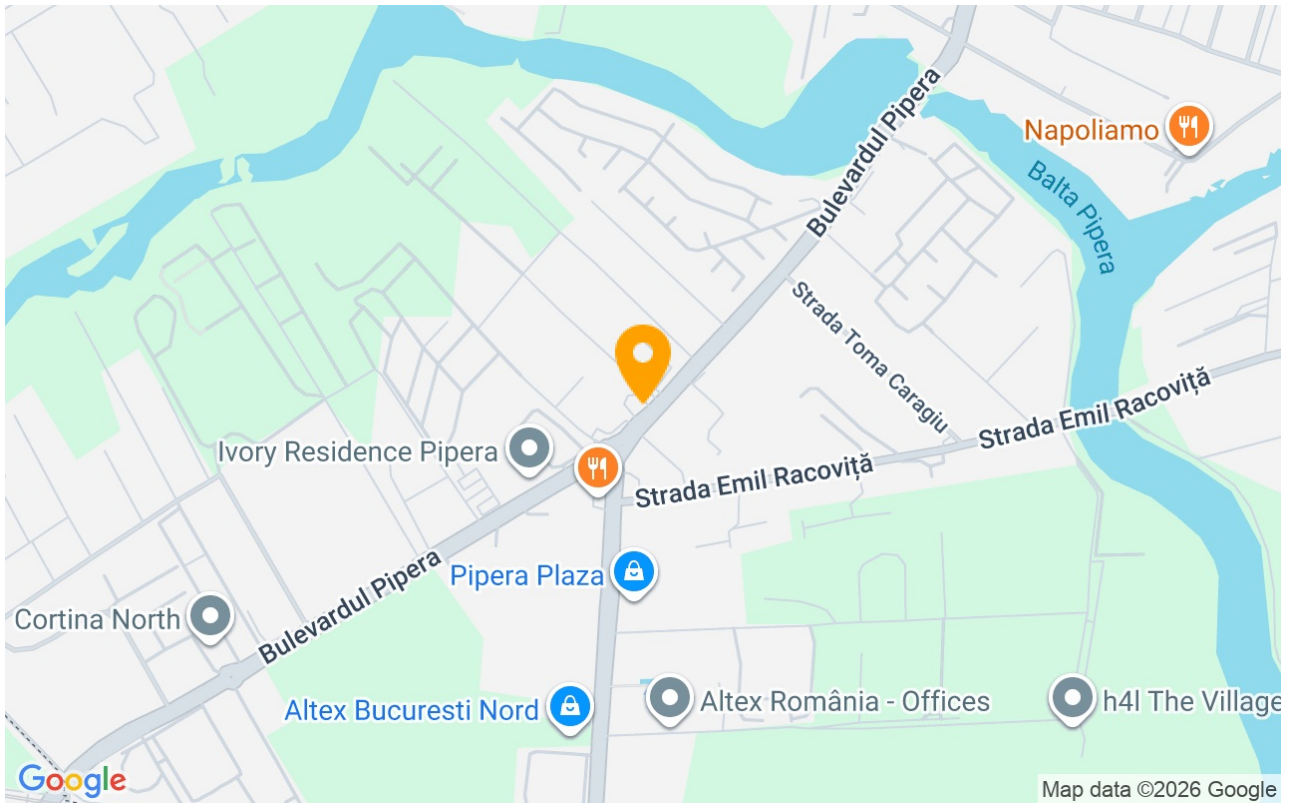 Bulevardul Pipera
Napoliamo
Balta Pipera
Strada Toma Caragiu
Strada Emil Racoviță
Ivory Residence Pipera
Strada Emil Racoviță
Pipera Plaza
Bulevardul Pipera
Cortina North
Altex Bucuresti Nord
Altex România - Offices
h4l The Village
Google
Map data ©2026 Google